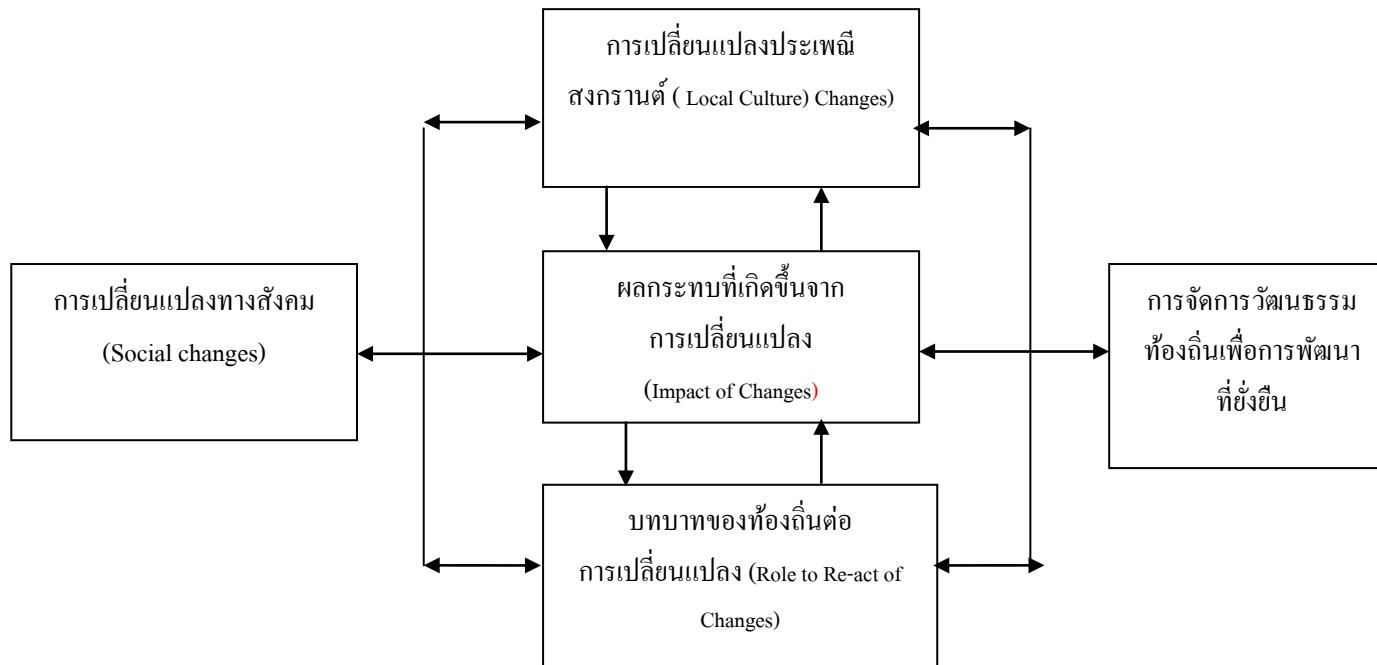 การเปลี่ยนแปลงประเพณี
สงกรานต์ ( Local Culture) Changes)
การเปลี่ยนแปลงทางสังคม
(Social changes)
ผลกระทบที่เกิดขึ้นจาก
การเปลี่ยนแปลง
(Impact of Changes)
การจัดการวัฒนธรรม
ท้องถิ่นเพื่อการพัฒนา
ที่ยั่งยืน
บทบาทของท้องถิ่นต่อ
การเปลี่ยนแปลง (Role to Re-act of
Changes)